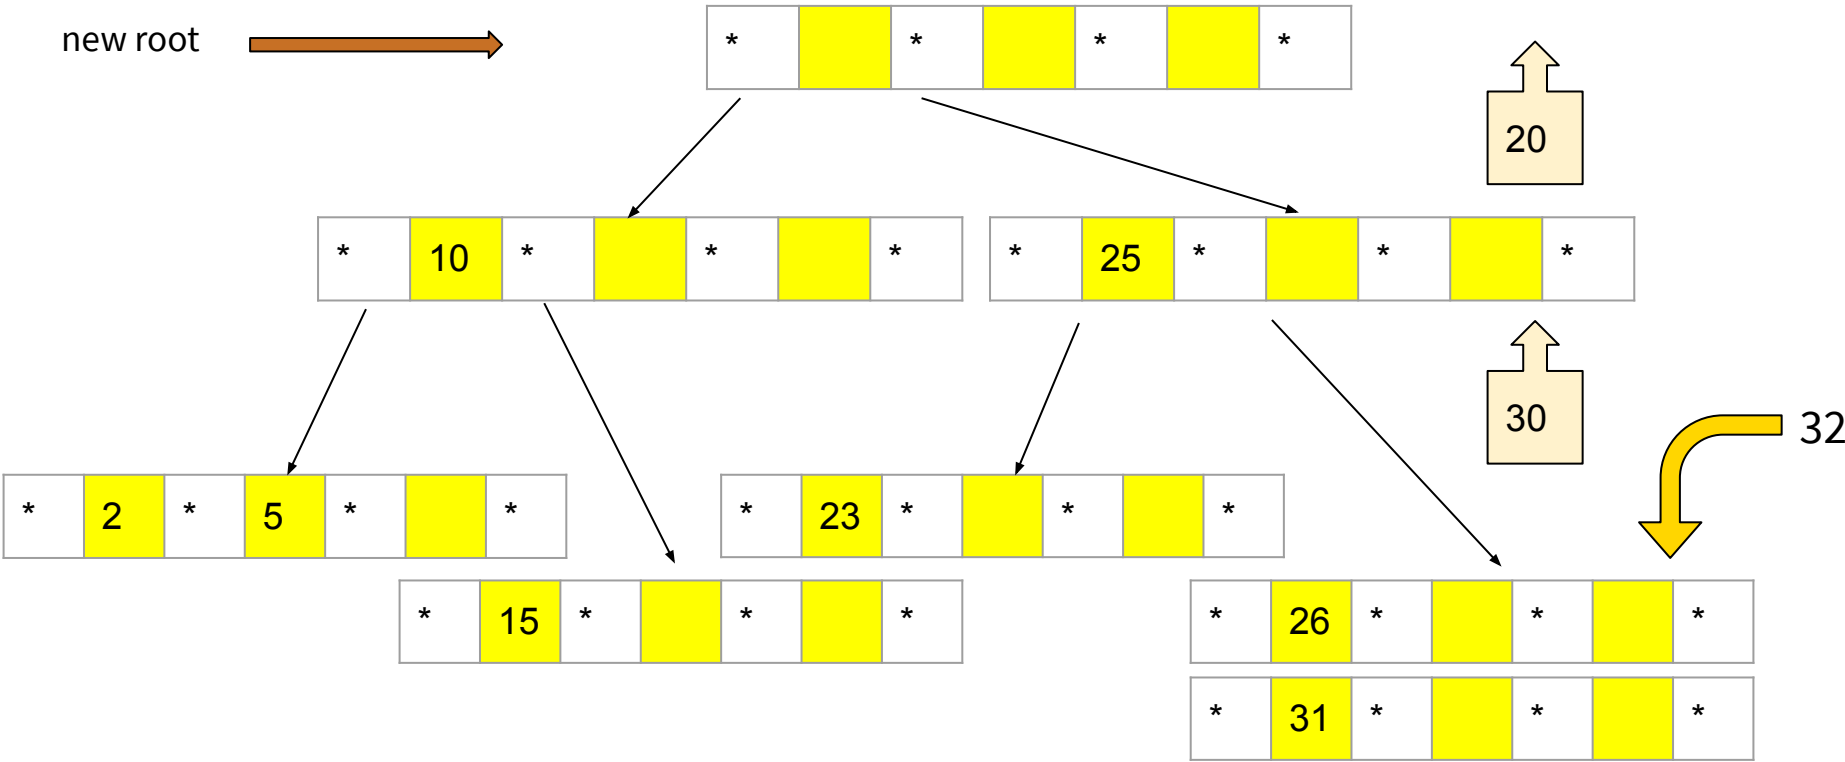 new root
* * * *
20
* 10 * * *
* 25 * * *
30
32
* 2 * 5 * *
* 23 * * *
* 15 * * *
* 26 * * *
* 31 * * *